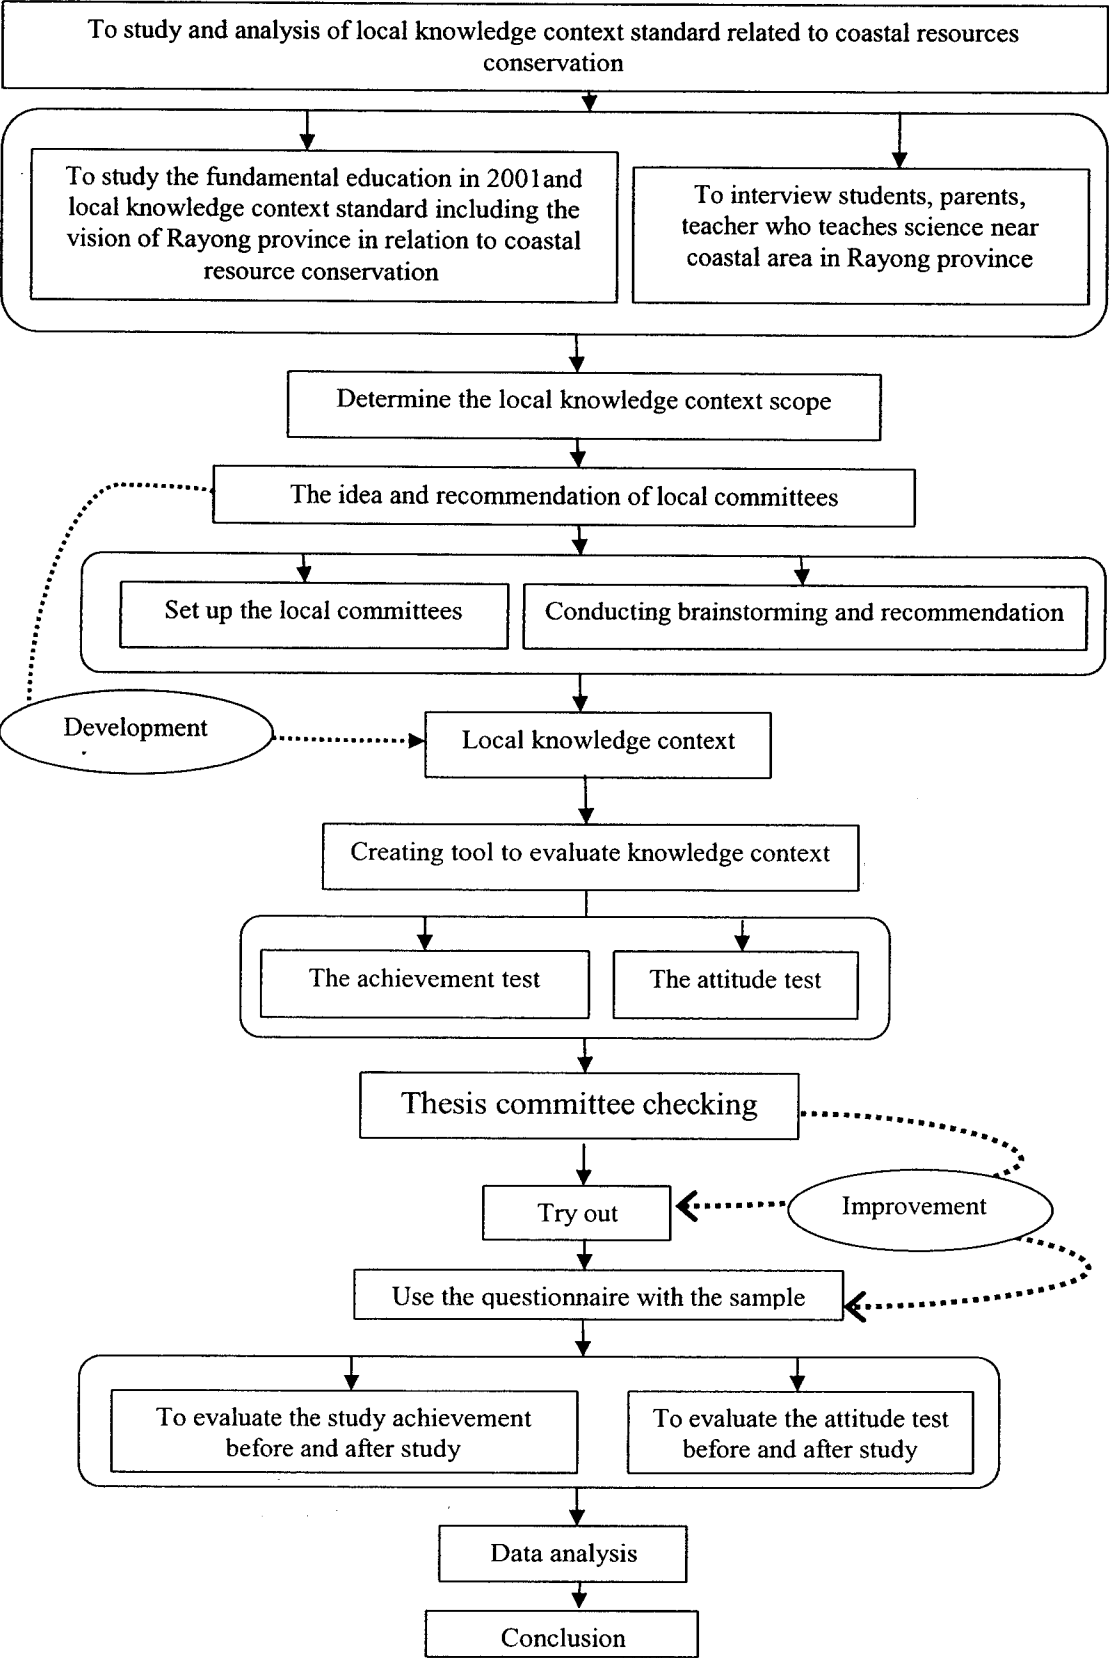 To study and analysis of local knowledge context standard related to coastal resources
conservation
To study the fundamental education in 2001and
local knowledge context standard including the
vision of Rayong province in relation to coastal
resource conservation
To interview students, parents,
teacher who teaches science near
coastal area in Rayong province
Determine the local knowledge context scope
The idea and recommendation of local committees
Set up the local committees
Conducting brainstorming and recommendation
Development
Local knowledge context
Creating tool to evaluate knowledge context
The achievement test
The attitude test
Thesis committee checking
Try out
Improvement
Use the questionnaire with the sample
To evaluate the study achievement
before and after study
To evaluate the attitude test
before and after study
Data analysis
Conclusion